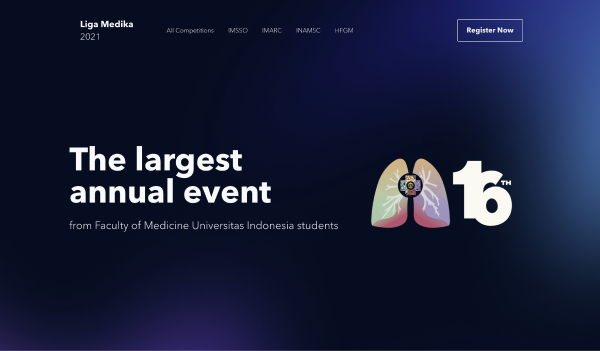 Liga Medika
2021
All Competitions IMSSO IMARC INAMSC HFGM
Register Now
The largest
annual event
from Faculty of Medicine Universitas Indonesia students
16TH